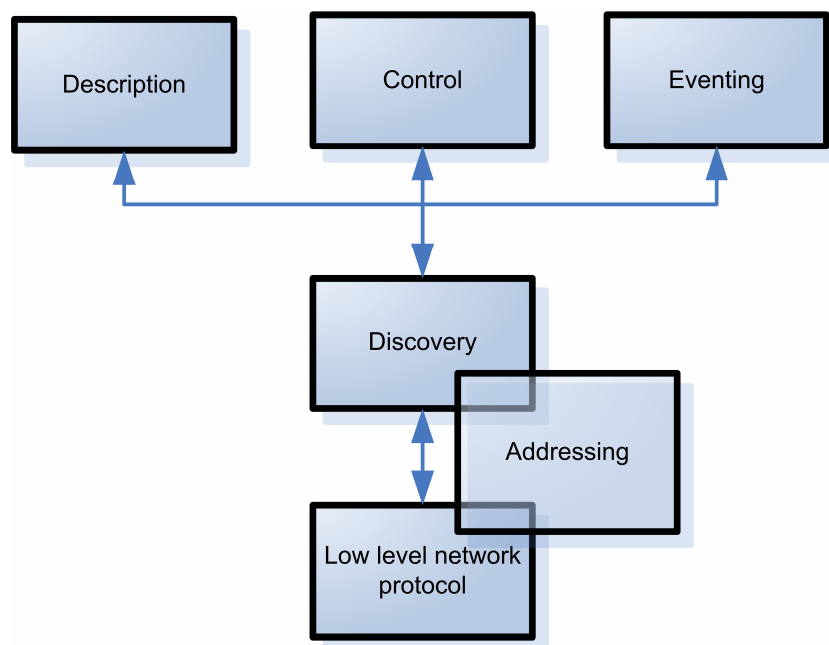 Description
Control
Eventing
Discovery
Addressing
Low level network
protocol